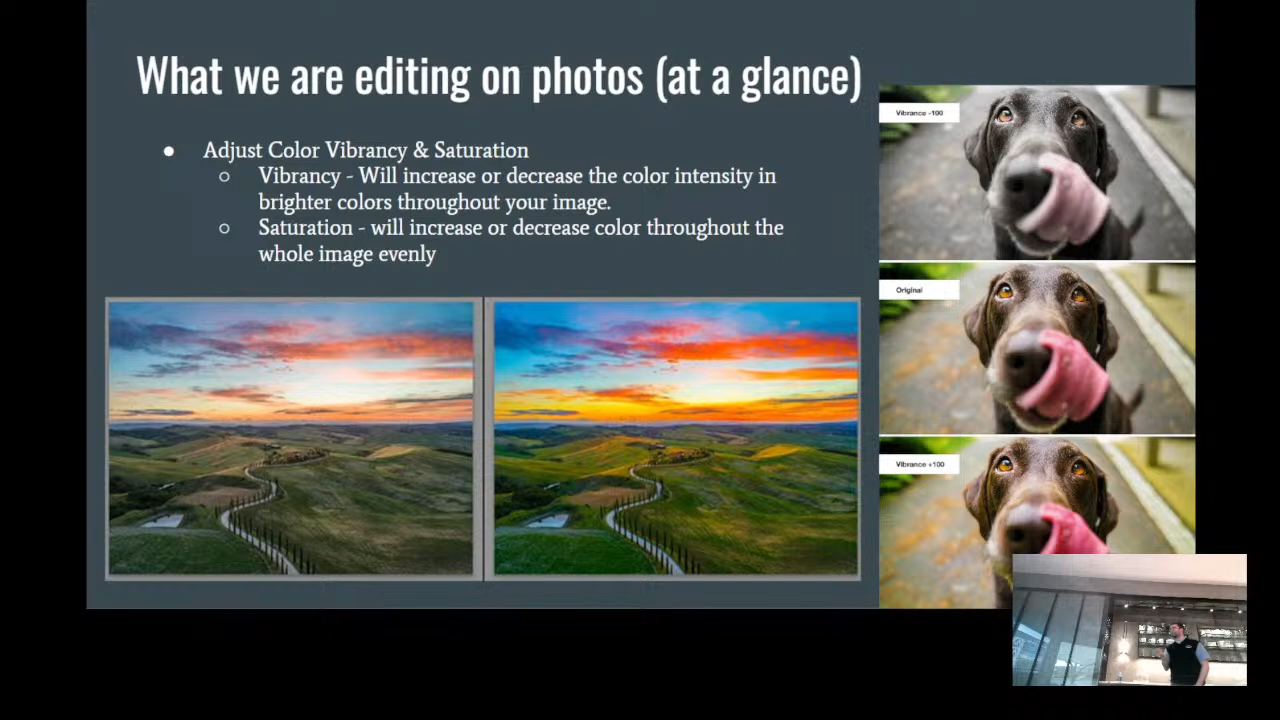 What we are editing on photos (at a glance)
● Adjust Color Vibrancy & Saturation
○ Vibrancy - Will increase or decrease the color intensity in
brighter colors throughout your image.
○ Saturation - will increase or decrease color throughout the
whole image evenly
Vibrance -100
Original
Vibrance +100